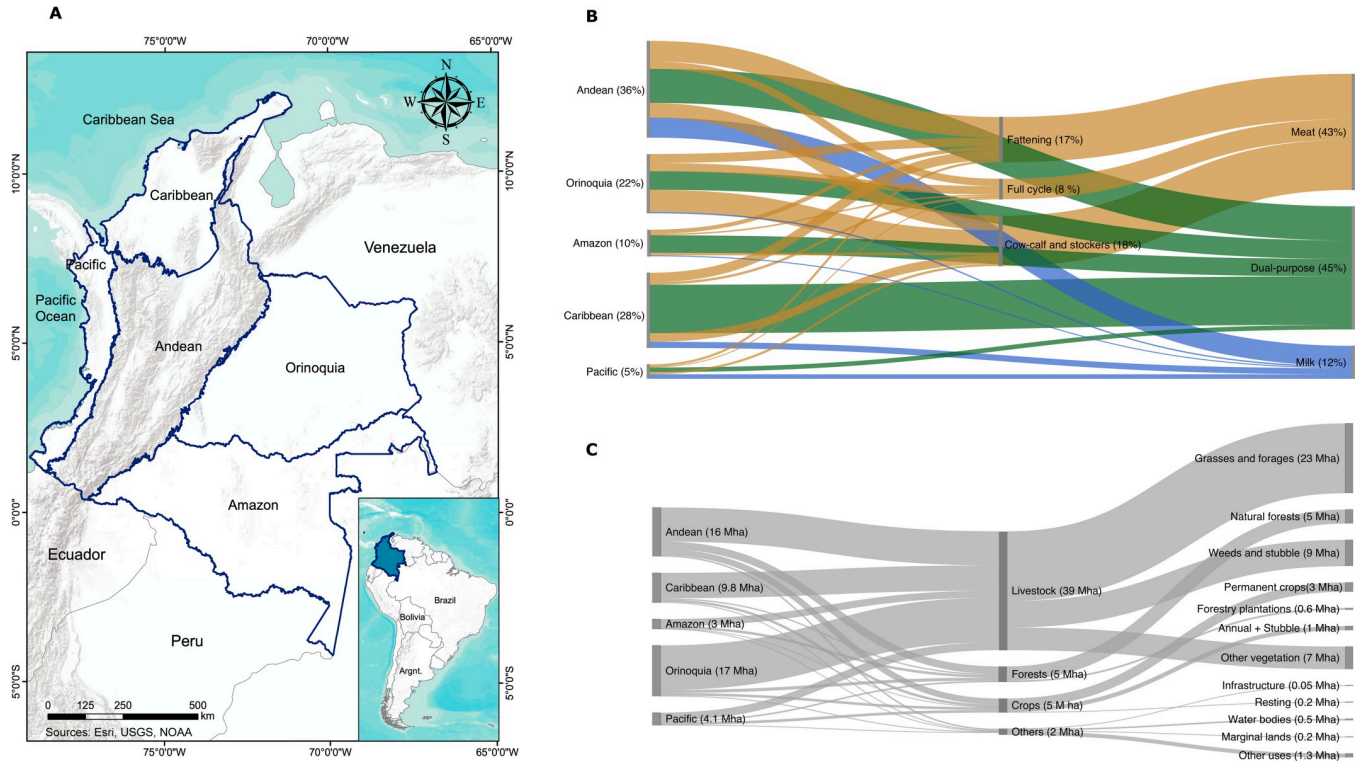 A
75°0'0"W
70°0'0"W
65°0'0"W
N
W
E
S
Caribbean Sea
10°0'0"N
10°0'0"N
Caribbean
Venezuela
Pacific
Pacific
Ocean
Andean
5°0'0"N
5°0'0"N
Orinoquia
Amazon
0°0'0"
0°0'0"
Ecuador
Peru
Brazil
Bolivia
Argnt.
5°0'0"S
5°0'0"S
0 125 250 500
km
Sources: Esri, USGS, NOAA
75°0'0"W
70°0'0"W
65°0'0"W
B
Andean (36%)
Orinoquia (22%)
Amazon (10%)
Caribbean (28%)
Pacific (5%)
Fattening (17%)
Full cycle (8 %)
Cow-calf and stockers (18%)
Meat (43%)
Dual-purpose (45%)
Milk (12%)
C
Andean (16 Mha)
Caribbean (9.8 Mha)
Amazon (3 Mha)
Orinoquia (17 Mha)
Pacific (4.1 Mha)
Livestock (39 Mha)
Forests (5 Mha)
Crops (5 M ha)
Others (2 Mha)
Grasses and forages (23 Mha)
Natural forests (5 Mha)
Weeds and stubble (9 Mha)
Permanent crops(3 Mha)
Forestry plantations (0.6 Mha)
Annual + Stubble (1 Mha)
Other vegetation (7 Mha)
Infrastructure (0.05 Mha)
Resting (0.2 Mha)
Water bodies (0.5 Mha)
Marginal lands (0.2 Mha)
Other uses (1.3 Mha)